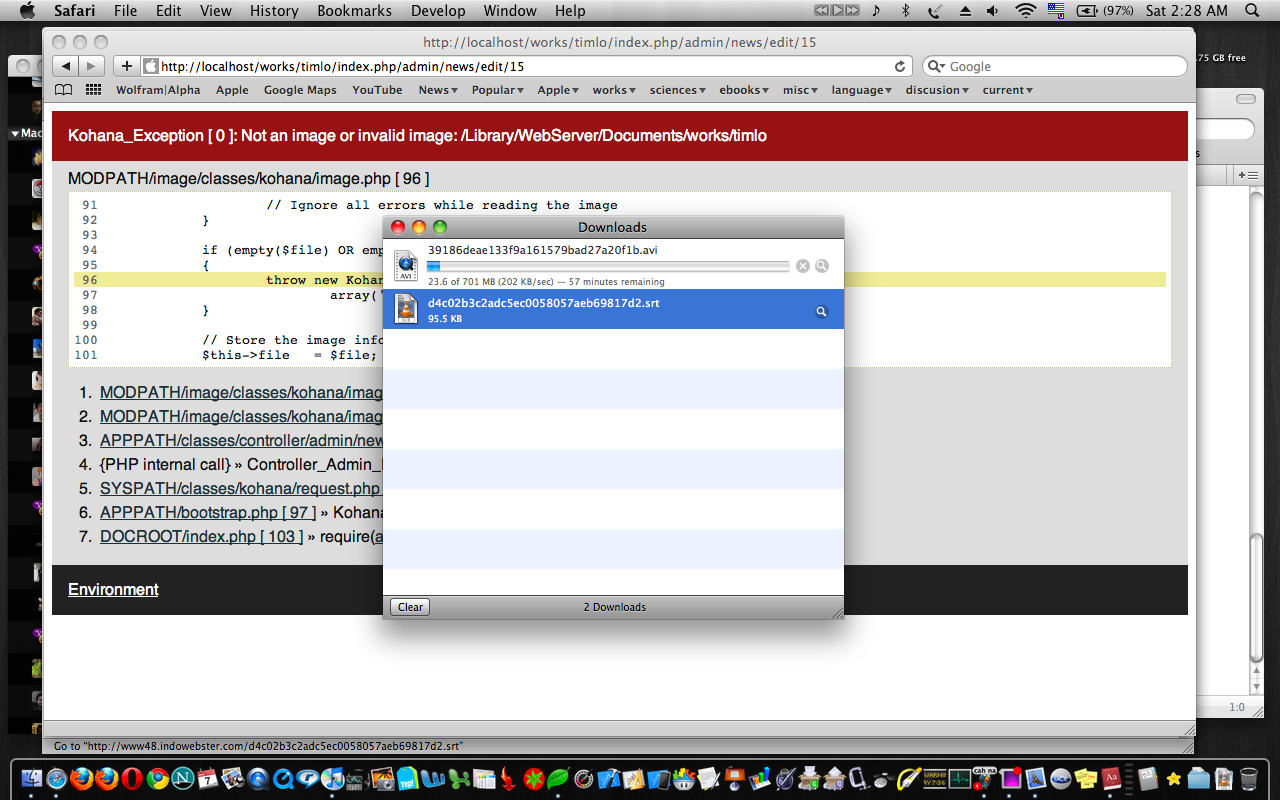 Safari File Edit View History Bookmarks Develop Window Help (97%) Sat 2:28 AM
http://localhost/works/timlo/index.php/admin/news/edit/15
.75 GB free
http://localhost/works/timlo/index.php/admin/news/edit/15 Google
Wolfram|Alpha Apple Google Maps YouTube News Popular Apple works sciences ebooks misc language discusion current
Mac
Kohana_Exception [ 0 ]: Not an image or invalid image: /Library/WebServer/Documents/works/timlo
MODPATH/image/classes/kohana/image.php [ 96 ]
91 // Ignore all errors while reading the image
92 }
93
94 if (empty($file) OR emp
95 {
96 throw new Kohan
97 array(
98 }
99
100 // Store the image info
101 $this->file = $file;
1. MODPATH/image/classes/kohana/imag
2. MODPATH/image/classes/kohana/imag
3. APPPATH/classes/controller/admin/new
4. {PHP internal call} » Controller_Admin_
5. SYSPATH/classes/kohana/request.php
6. APPPATH/bootstrap.php [ 97 ] » Kohan
7. DOCROOT/index.php [ 103 ] » require(a
Environment
Downloads
39186deae133f9a161579bad27a20f1b.avi
AVI
23.6 of 701 MB (202 KB/sec) — 57 minutes remaining
d4c02b3c2adc5ec0058057aeb69817d2.srt
95.5 KB
Clear 2 Downloads
1:0
Go to "http://www48.indowebster.com/d4c02b3c2adc5ec0058057aeb69817d2.srt"